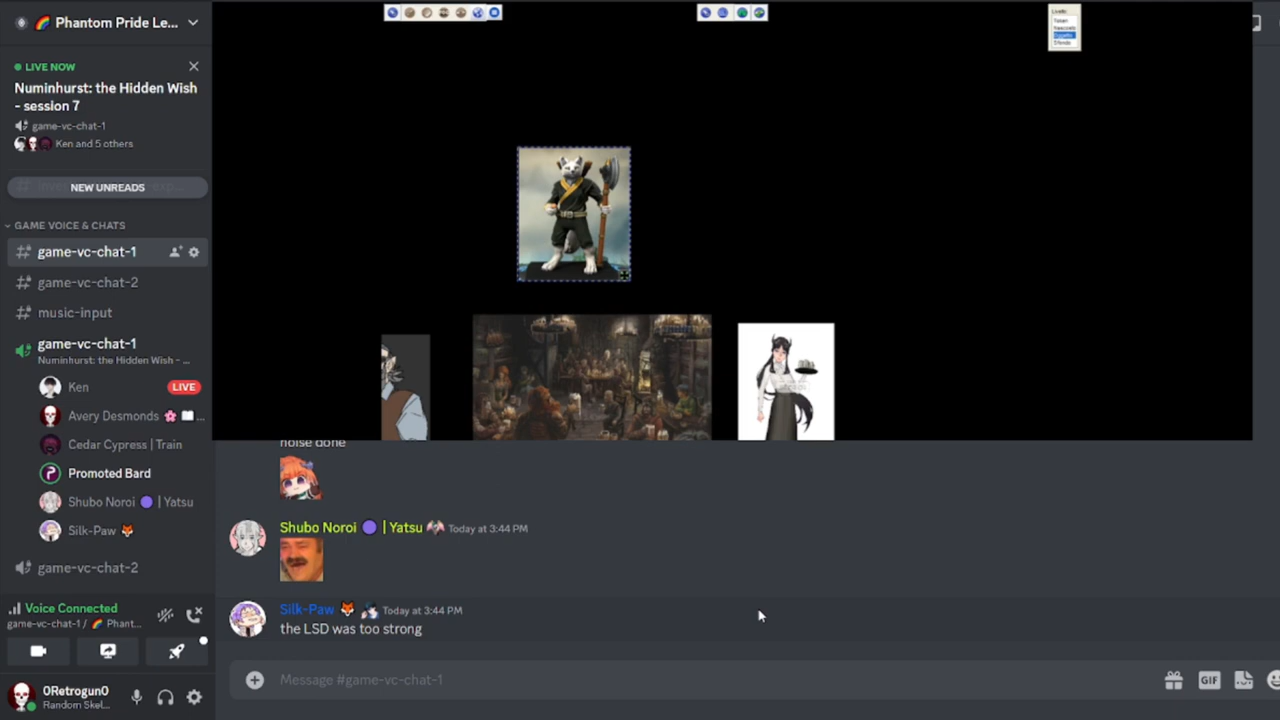 Phantom Pride Le...
LIVE NOW
Numinhurst: the Hidden Wish
- session 7
game-vc-chat-1
Ken and 5 others
NEW UNREADS
GAME VOICE & CHATS
game-vc-chat-1
game-vc-chat-2
music-input
game-vc-chat-1
Numinhurst: the Hidden Wish - ...
Ken LIVE
Avery Desmonds ...
Cedar Cypress | Train
Promoted Bard
Shubo Noroi | Yatsu
Silk-Paw
game-vc-chat-2
Voice Connected
game-vc-chat-1 / Phant...
0Retrogun0
Random Skel...
noise done
Shubo Noroi | Yatsu Today at 3:44 PM
Silk-Paw Today at 3:44 PM
the LSD was too strong
Message #game-vc-chat-1
GIF